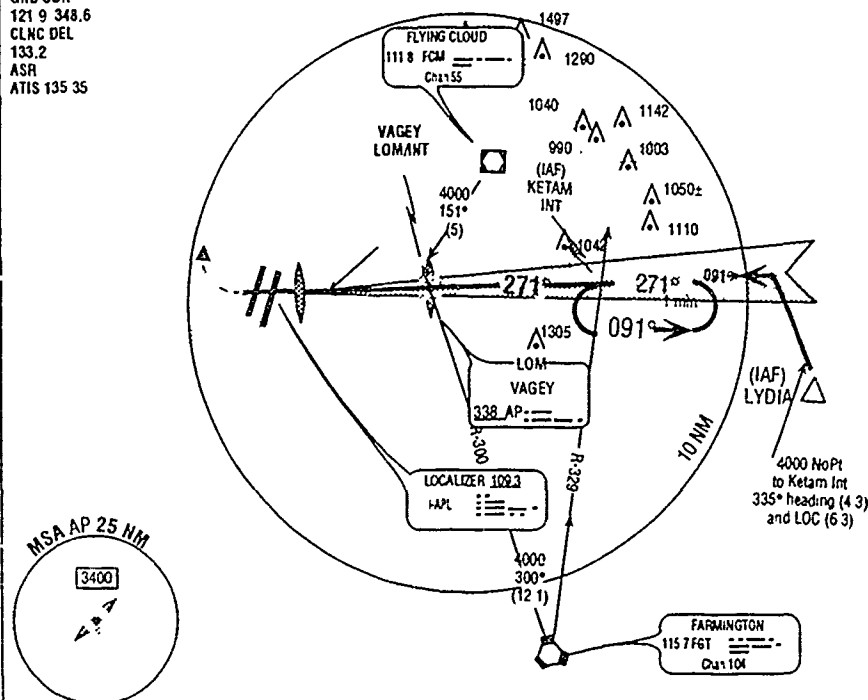 121 9 348.6
CLNC DEL
133.2
ASR
ATIS 135 35
FLYING CLOUD
111 8 FCM
Chan 55
1497
1290
1040
1142
990
1003
1050±
1110
VAGEY
LOM/INT
4000
151°
(5)
(IAF)
KETAM
INT
1042
271°
271°
1 min
091°
091°
1305
LOM
VAGEY
338 AP
R-300
R-329
10 NM
(IAF)
LYDIA
4000 NoPt
to Ketam Int
335° heading (4 3)
and LOC (6 3)
LOCALIZER 109.3
I-APL
4000
300°
(12 1)
MSA AP 25 NM
3400
FARMINGTON
115 7 FGT
Chan 104